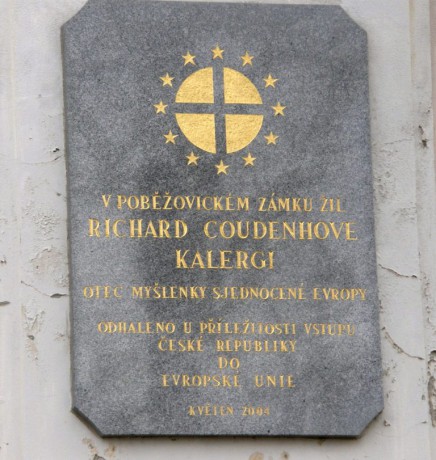 V POBĚŽOVICKÉM ZÁMKU ŽIL
RICHARD COUDENHOVE
KALERGI
OTEC MYŠLENKY SJEDNOCENÉ EVROPY
ODHALENO U PŘÍLEŽITOSTI VSTUPU
ČESKÉ REPUBLIKY
DO
EVROPSKÉ UNIE
KVĚTEN 2004